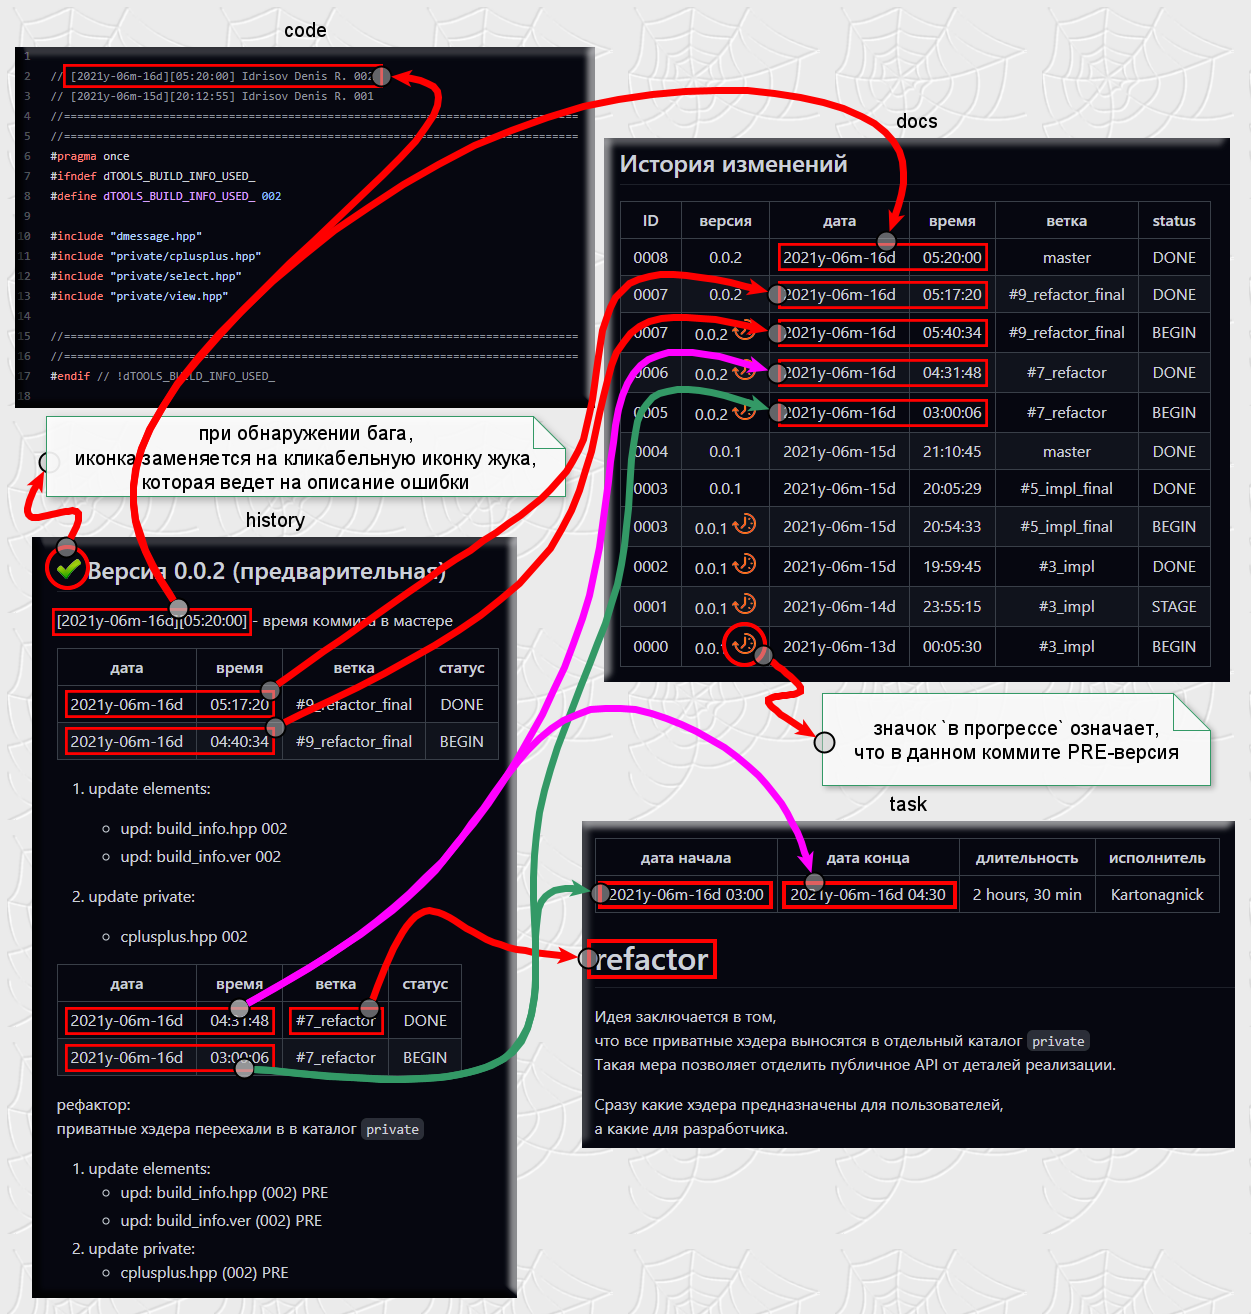 code
1
2 // [2021y-06m-16d][05:20:00] Idrisov Denis R. 002
3 // [2021y-06m-15d][20:12:55] Idrisov Denis R. 001
4 //==============================================================================
5 //==============================================================================
6 #pragma once
7 #ifndef dTOOLS_BUILD_INFO_USED_
8 #define dTOOLS_BUILD_INFO_USED_ 002
9
10 #include "dmessage.hpp"
11 #include "private/cplusplus.hpp"
12 #include "private/select.hpp"
13 #include "private/view.hpp"
14
15 //==============================================================================
16 //==============================================================================
17 #endif // !dTOOLS_BUILD_INFO_USED_
18
docs
История изменений
ID версия дата время ветка status
0008 0.0.2 2021y-06m-16d 05:20:00 master DONE
0007 0.0.2 2021y-06m-16d 05:17:20 #9_refactor_final DONE
0007 0.0.2 2021y-06m-16d 05:40:34 #9_refactor_final BEGIN
0006 0.0.2 2021y-06m-16d 04:31:48 #7_refactor DONE
0005 0.0.2 2021y-06m-16d 03:00:06 #7_refactor BEGIN
0004 0.0.1 2021y-06m-15d 21:10:45 master DONE
0003 0.0.1 2021y-06m-15d 20:05:29 #5_impl_final DONE
0003 0.0.1 2021y-06m-15d 20:54:33 #5_impl_final BEGIN
0002 0.0.1 2021y-06m-15d 19:59:45 #3_impl DONE
0001 0.0.1 2021y-06m-14d 23:55:15 #3_impl STAGE
0000 0.0.1 2021y-06m-13d 00:05:30 #3_impl BEGIN
при обнаружении бага,
иконка заменяется на кликабельную иконку жука,
которая ведет на описание ошибки
значок `в прогрессе` означает,
что в данном коммите PRE-версия
history
Версия 0.0.2 (предварительная)
[2021y-06m-16d][05:20:00] - время коммита в мастере
дата время ветка статус
2021y-06m-16d 05:17:20 #9_refactor_final DONE
2021y-06m-16d 04:40:34 #9_refactor_final BEGIN
1. update elements:
upd: build_info.hpp 002
upd: build_info.ver 002
2. update private:
cplusplus.hpp 002
дата время ветка статус
2021y-06m-16d 04:31:48 #7_refactor DONE
2021y-06m-16d 03:00:06 #7_refactor BEGIN
рефактор:
приватные хэдера переехали в в каталог private
1. update elements:
upd: build_info.hpp (002) PRE
upd: build_info.ver (002) PRE
2. update private:
cplusplus.hpp (002) PRE
task
дата начала дата конца длительность исполнитель
2021y-06m-16d 03:00 2021y-06m-16d 04:30 2 hours, 30 min Kartonagnick
refactor
Идея заключается в том,
что все приватные хэдера выносятся в отдельный каталог private
Такая мера позволяет отделить публичное API от деталей реализации.
Сразу какие хэдера предназначены для пользователей,
а какие для разработчика.